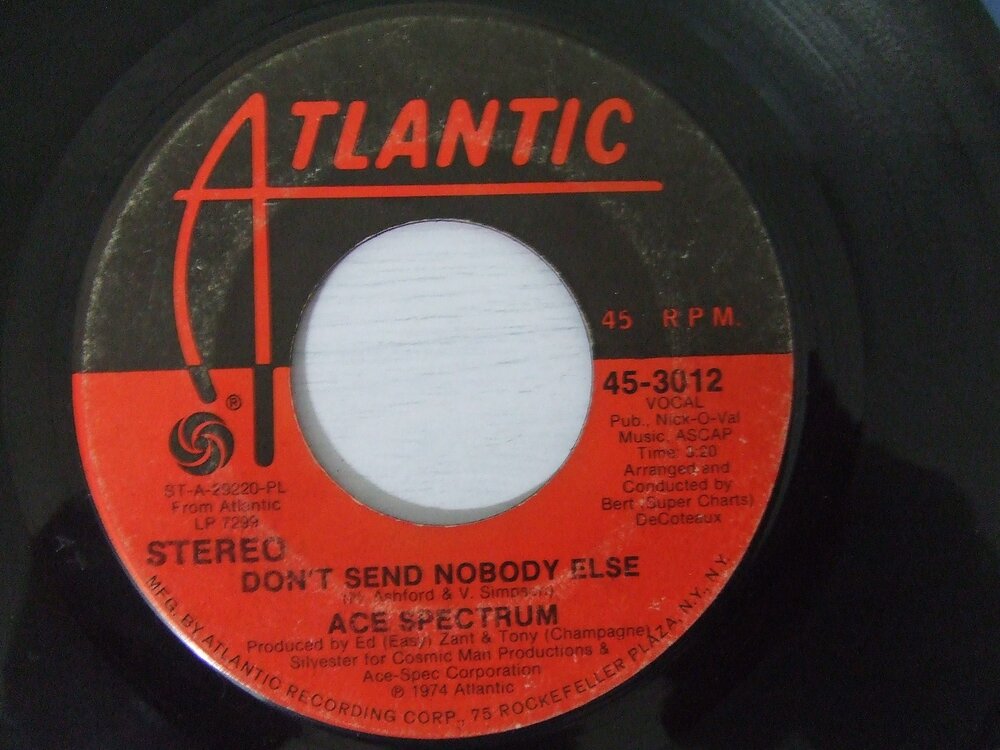 ATLANTIC
45 RPM.
45-3012
VOCAL
Pub., Nick-O-Val
Music, ASCAP
Time: 3:20
Arranged and
Conducted by
Bert (Super Charts)
DeCoteaux
®
ST-A-29220-PL
From Atlantic
LP 7299
STEREO
DON'T SEND NOBODY ELSE
(N. Ashford & V. Simpson)
ACE SPECTRUM
Produced by Ed (Easy) Zant & Tony (Champagne)
Silvester for Cosmic Man Productions &
Ace-Spec Corporation
℗ 1974 Atlantic
MFG. BY ATLANTIC RECORDING CORP., 75 ROCKEFELLER PLAZA, N.Y., N.Y.